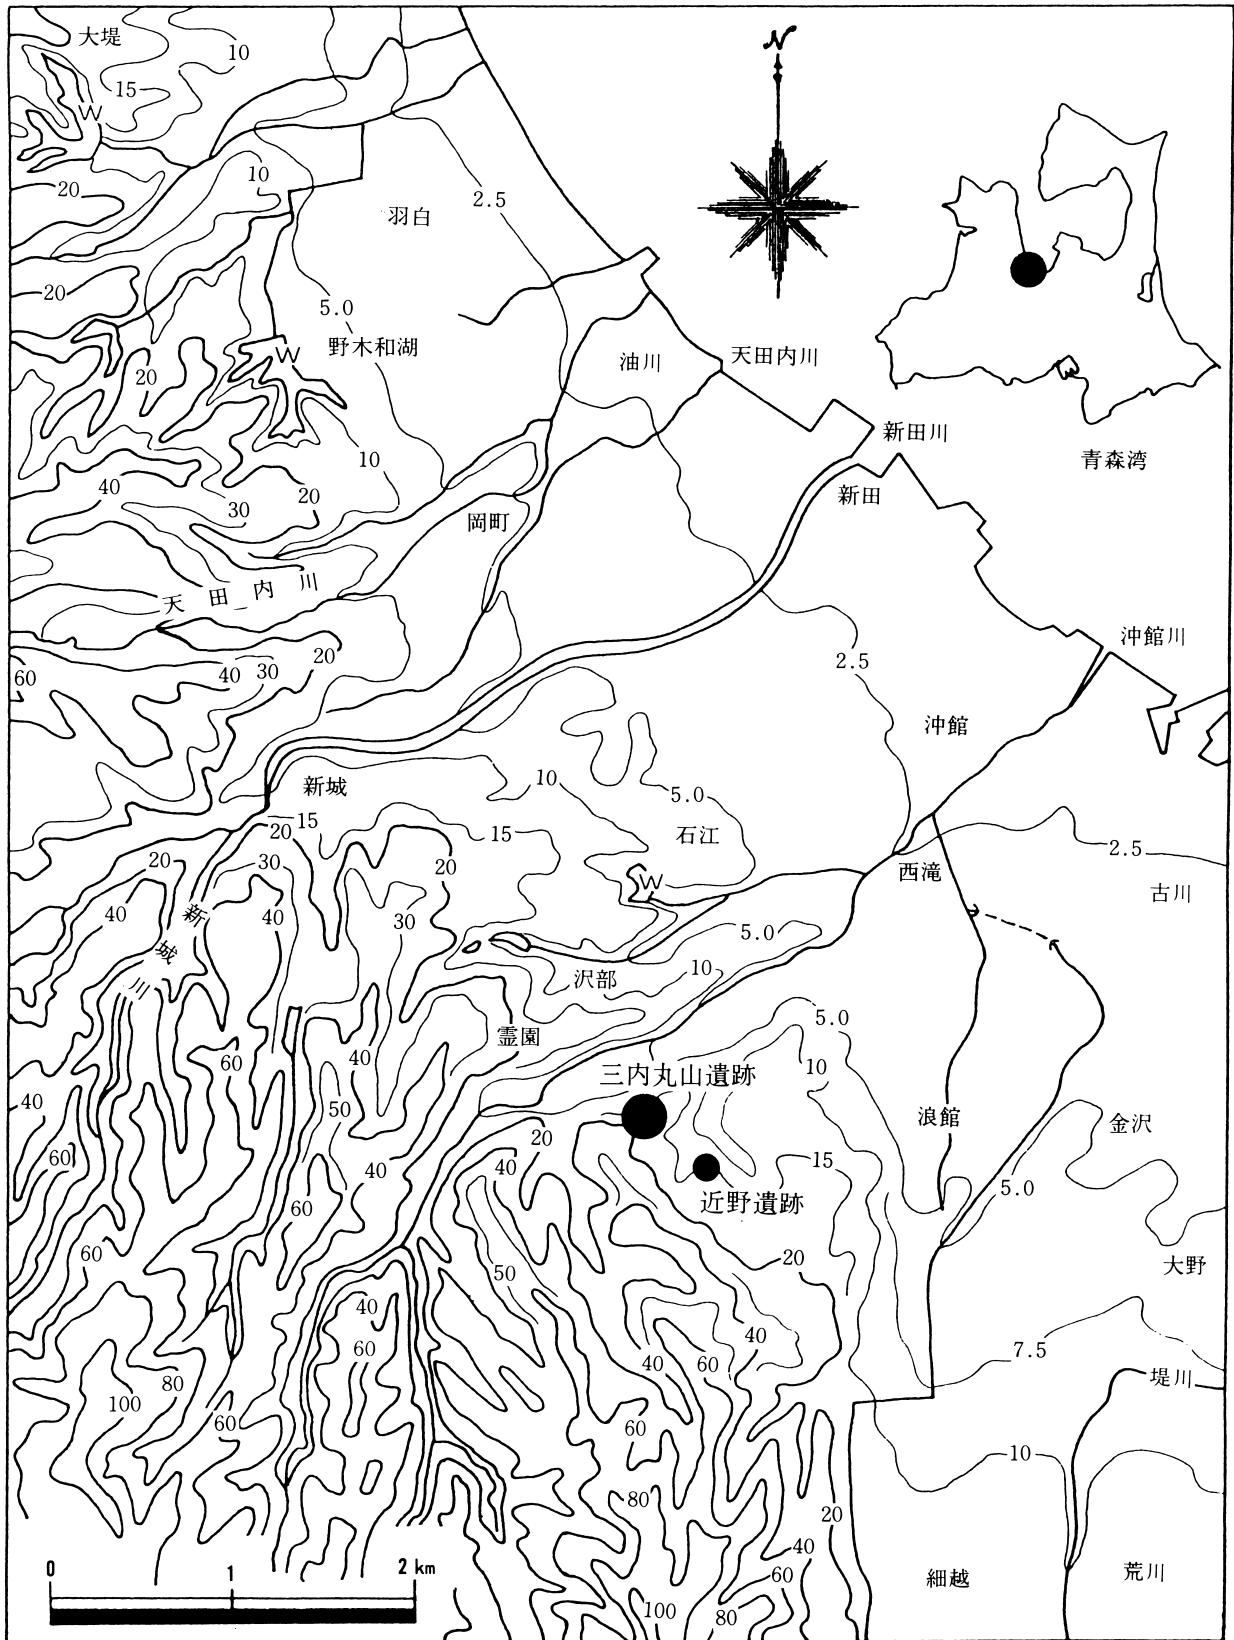 大堤
10
15
W
N
20
10
2.5
羽白
20
5.0
野木和湖
W
油川
天田内川
20
新田川
青森湾
10
新田
40
20
30
岡町
天田内川
沖館川
20
2.5
30
40
60
沖館
新城
10
5.0
15
20
15
石江
2.5
20
30
20
西滝
W
古川
40
新城川
40
30
5.0
沢部
10
霊園
5.0
60
40
10
三内丸山遺跡
40
50
浪館
金沢
20
15
60
40
40
近野遺跡
5.0
60
60
20
大野
50
40
40
7.5
60
40
60
堤川
80
100
60
60
10
80
20
40
0 1 2 km
60
細越
荒川
100
80